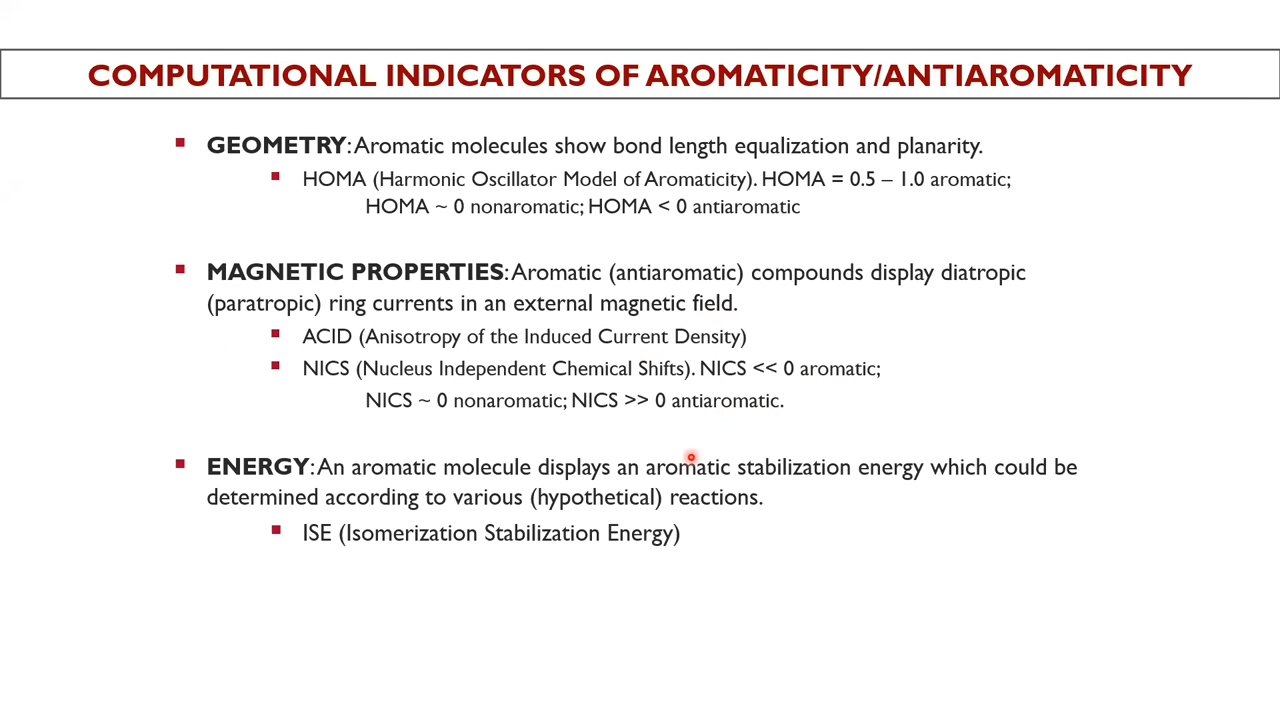 COMPUTATIONAL INDICATORS OF AROMATICITY/ANTIAROMATICITY
GEOMETRY: Aromatic molecules show bond length equalization and planarity.
HOMA (Harmonic Oscillator Model of Aromaticity). HOMA = 0.5 – 1.0 aromatic;
HOMA ~ 0 nonaromatic; HOMA < 0 antiaromatic
MAGNETIC PROPERTIES: Aromatic (antiaromatic) compounds display diatropic
(paratropic) ring currents in an external magnetic field.
ACID (Anisotropy of the Induced Current Density)
NICS (Nucleus Independent Chemical Shifts). NICS << 0 aromatic;
NICS ~ 0 nonaromatic; NICS >> 0 antiaromatic.
ENERGY: An aromatic molecule displays an aromatic stabilization energy which could be
determined according to various (hypothetical) reactions.
ISE (Isomerization Stabilization Energy)